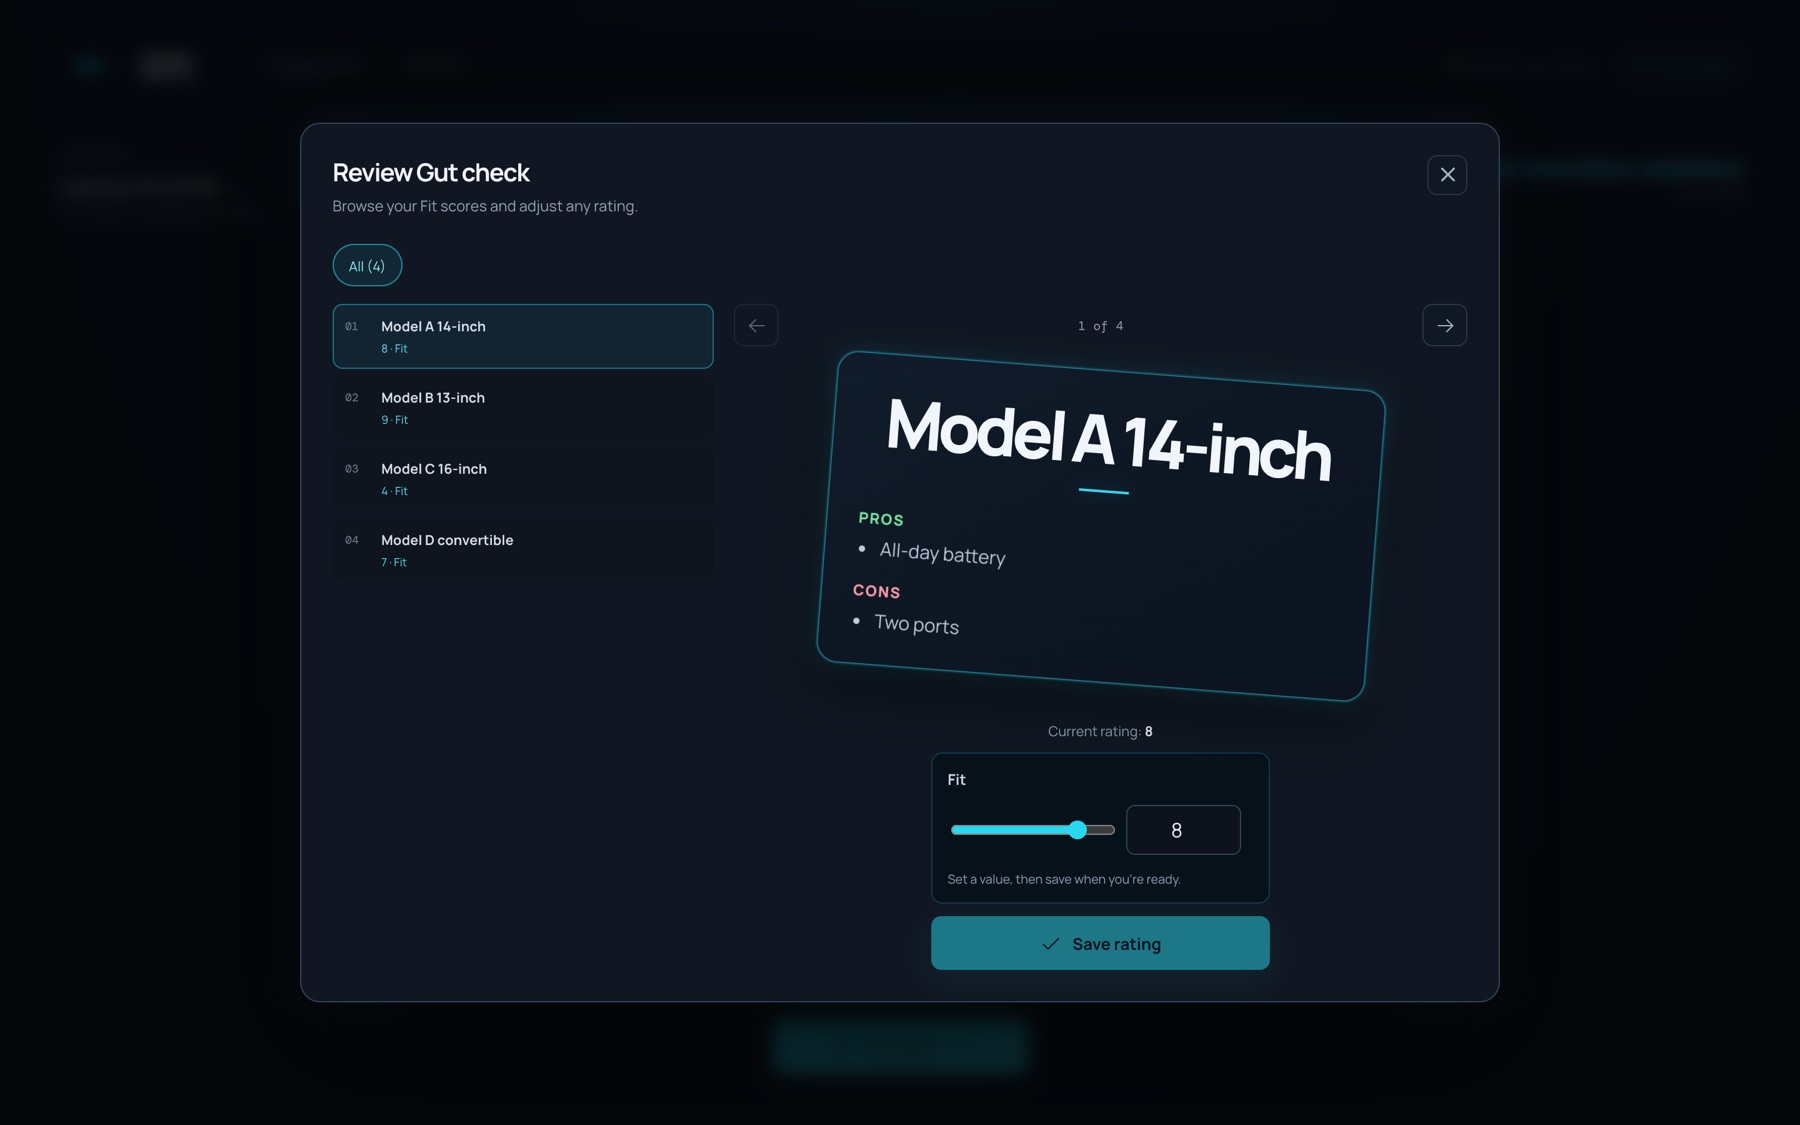 Review Gut check
Browse your Fit scores and adjust any rating.
All (4)
01 Model A 14-inch
8 · Fit
02 Model B 13-inch
9 · Fit
03 Model C 16-inch
4 · Fit
04 Model D convertible
7 · Fit
1 of 4
Model A 14-inch
PROS
• All-day battery
CONS
• Two ports
Current rating: 8
Fit
8
Set a value, then save when you're ready.
Save rating